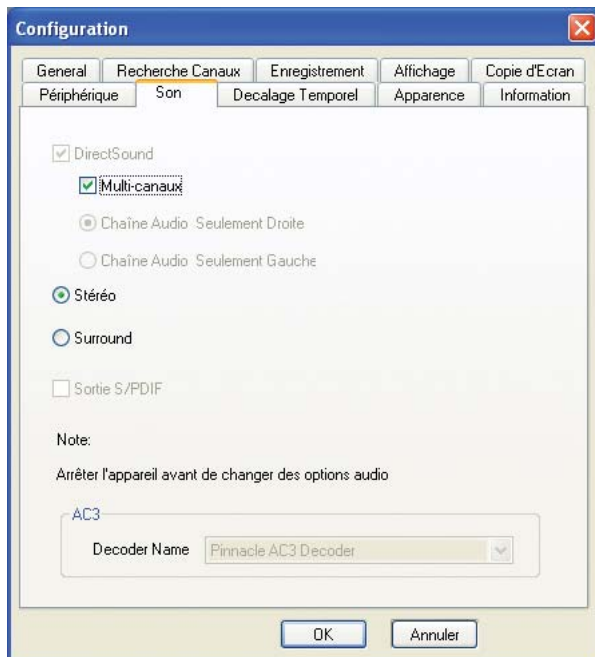 Configuration
General Recherche Canaux Enregistrement Affichage Copie d'Ecran
Périphérique Son Decalage Temporel Apparence Information
DirectSound
Multi-canaux
Chaîne Audio Seulement Droite
Chaîne Audio Seulement Gauche
Stéréo
Surround
Sortie S/PDIF
Note:
Arrêter l'appareil avant de changer des options audio
AC3
Decoder Name Pinnacle AC3 Decoder
OK Annuler